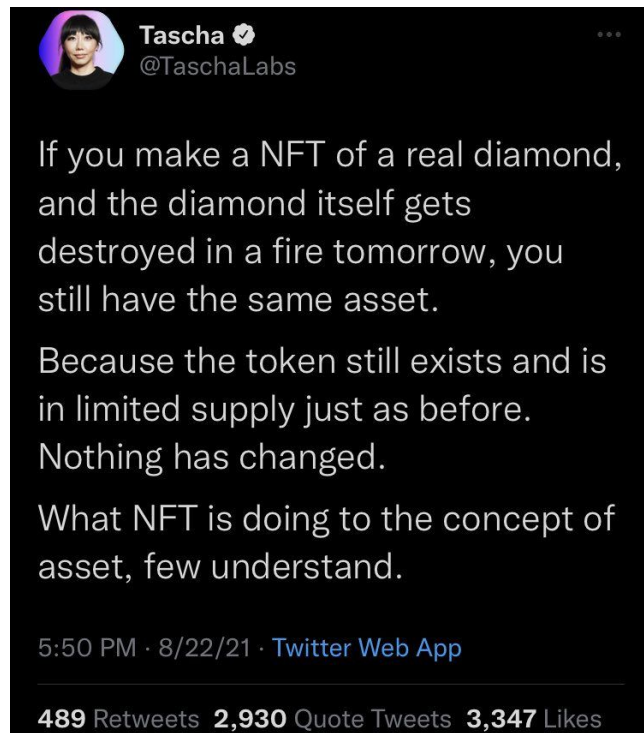 Tascha
@TaschaLabs
If you make a NFT of a real diamond,
and the diamond itself gets
destroyed in a fire tomorrow, you
still have the same asset.
Because the token still exists and is
in limited supply just as before.
Nothing has changed.
What NFT is doing to the concept of
asset, few understand.
5:50 PM · 8/22/21 · Twitter Web App
489 Retweets 2,930 Quote Tweets 3,347 Likes